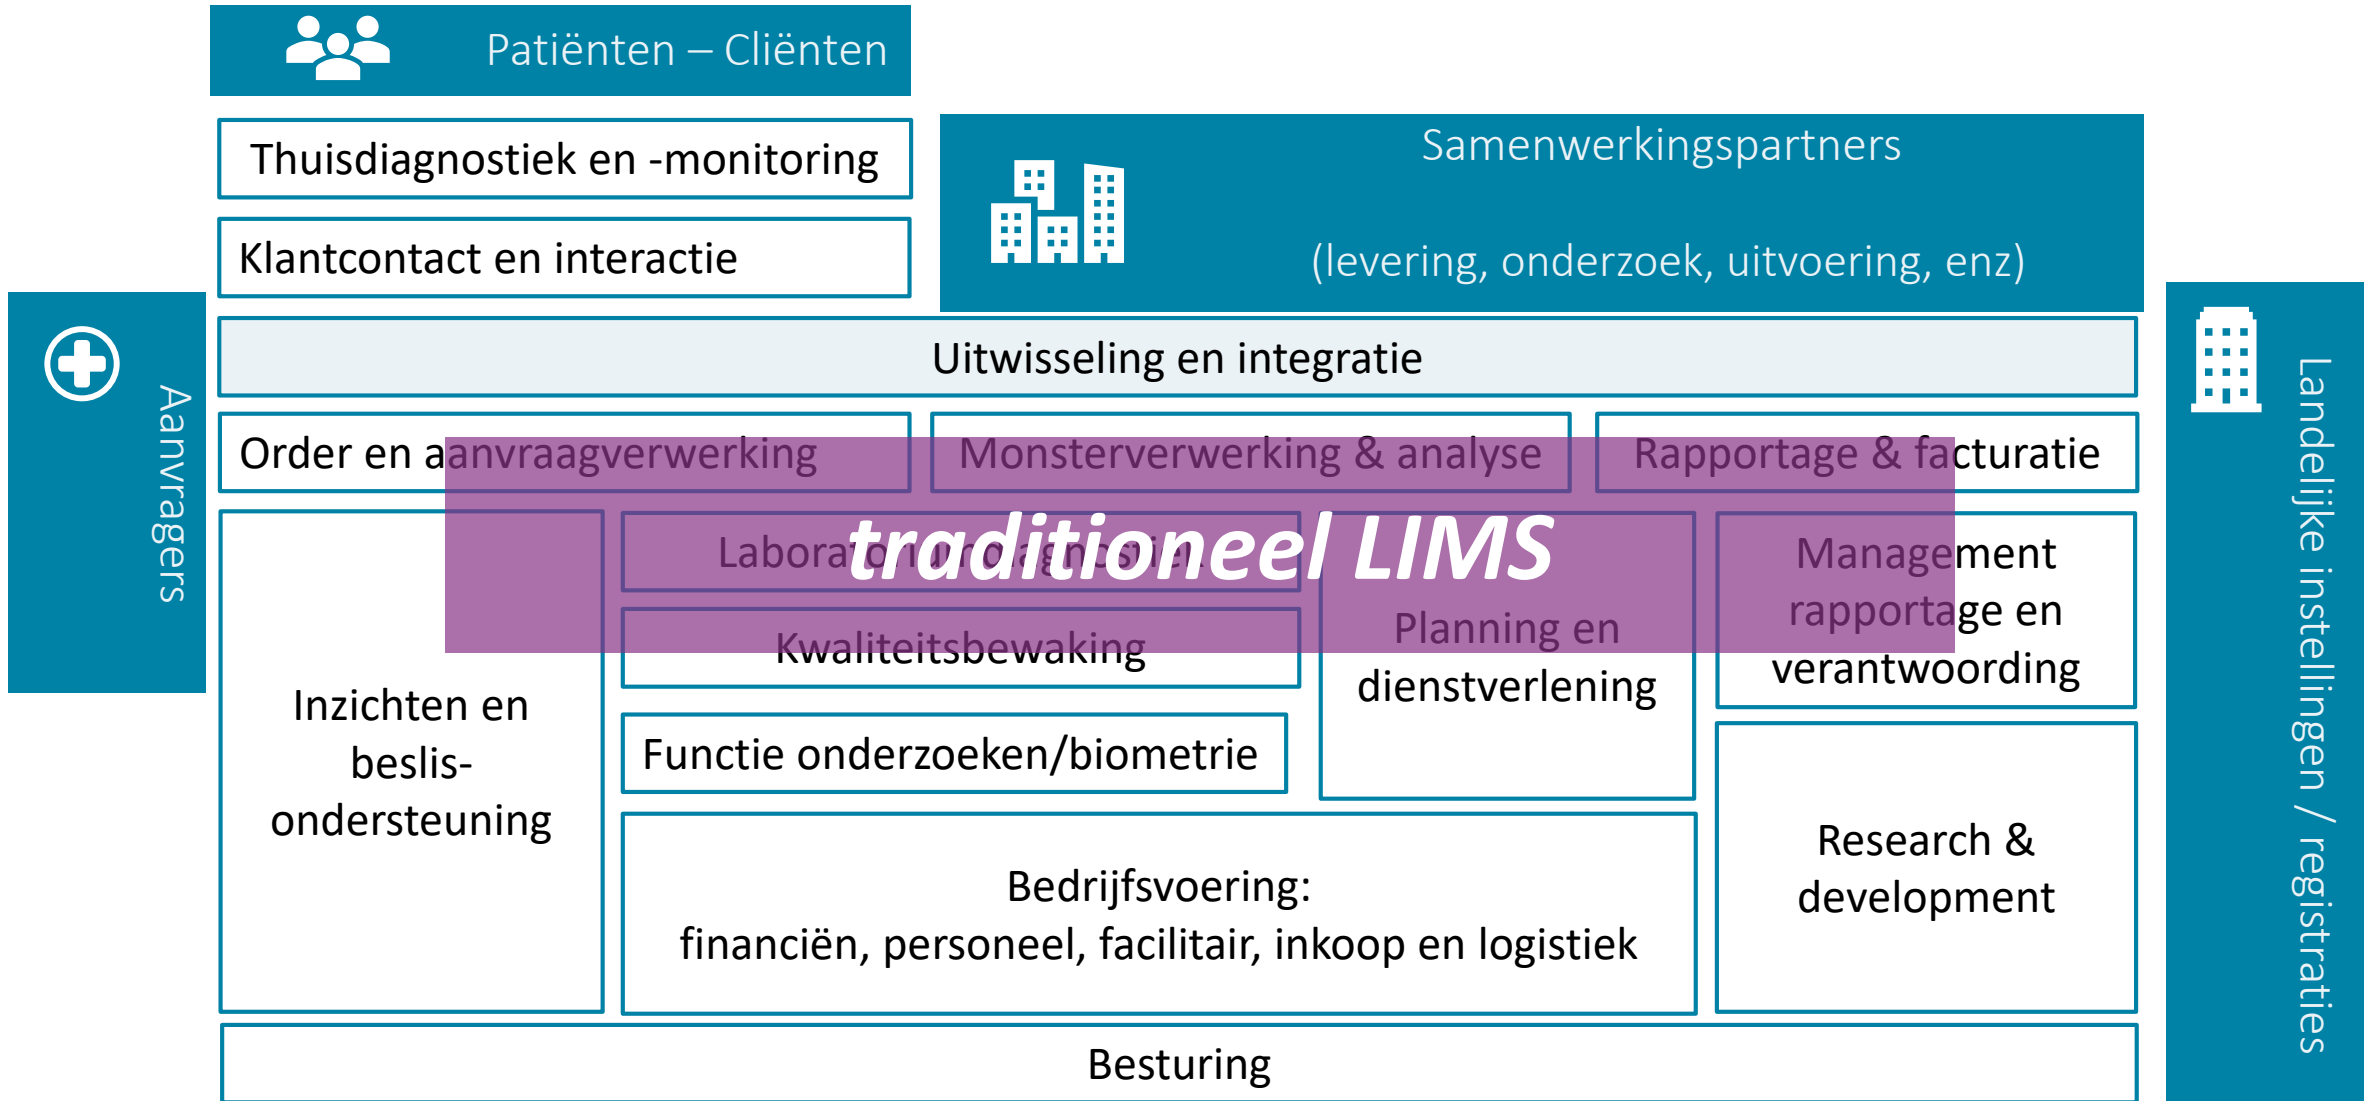 Patiënten – Cliënten
Thuisdiagnostiek en -monitoring
Klantcontact en interactie
Samenwerkingspartners
(levering, onderzoek, uitvoering, enz)
Aanvragers
Landelijke instellingen / registraties
Uitwisseling en integratie
Order en aanvraagverwerking
Monsterverwerking & analyse
Rapportage & facturatie
traditioneel LIMS
Laboratoriumdiagnostiek
Kwaliteitsbewaking
Functie onderzoeken/biometrie
Planning en
dienstverlening
Management
rapportage en
verantwoording
Inzichten en
beslis-
ondersteuning
Bedrijfsvoering:
financiën, personeel, facilitair, inkoop en logistiek
Research &
development
Besturing